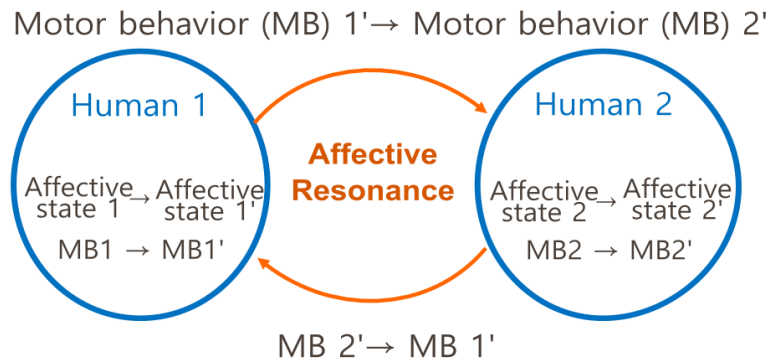 Motor behavior (MB) 1'→ Motor behavior (MB) 2'
Human 1
Human 2
Affective
Resonance
Affective → Affective
state 1 state 1'
MB1 → MB1'
Affective → Affective
state 2 state 2'
MB2 → MB2'
MB 2'→ MB 1'